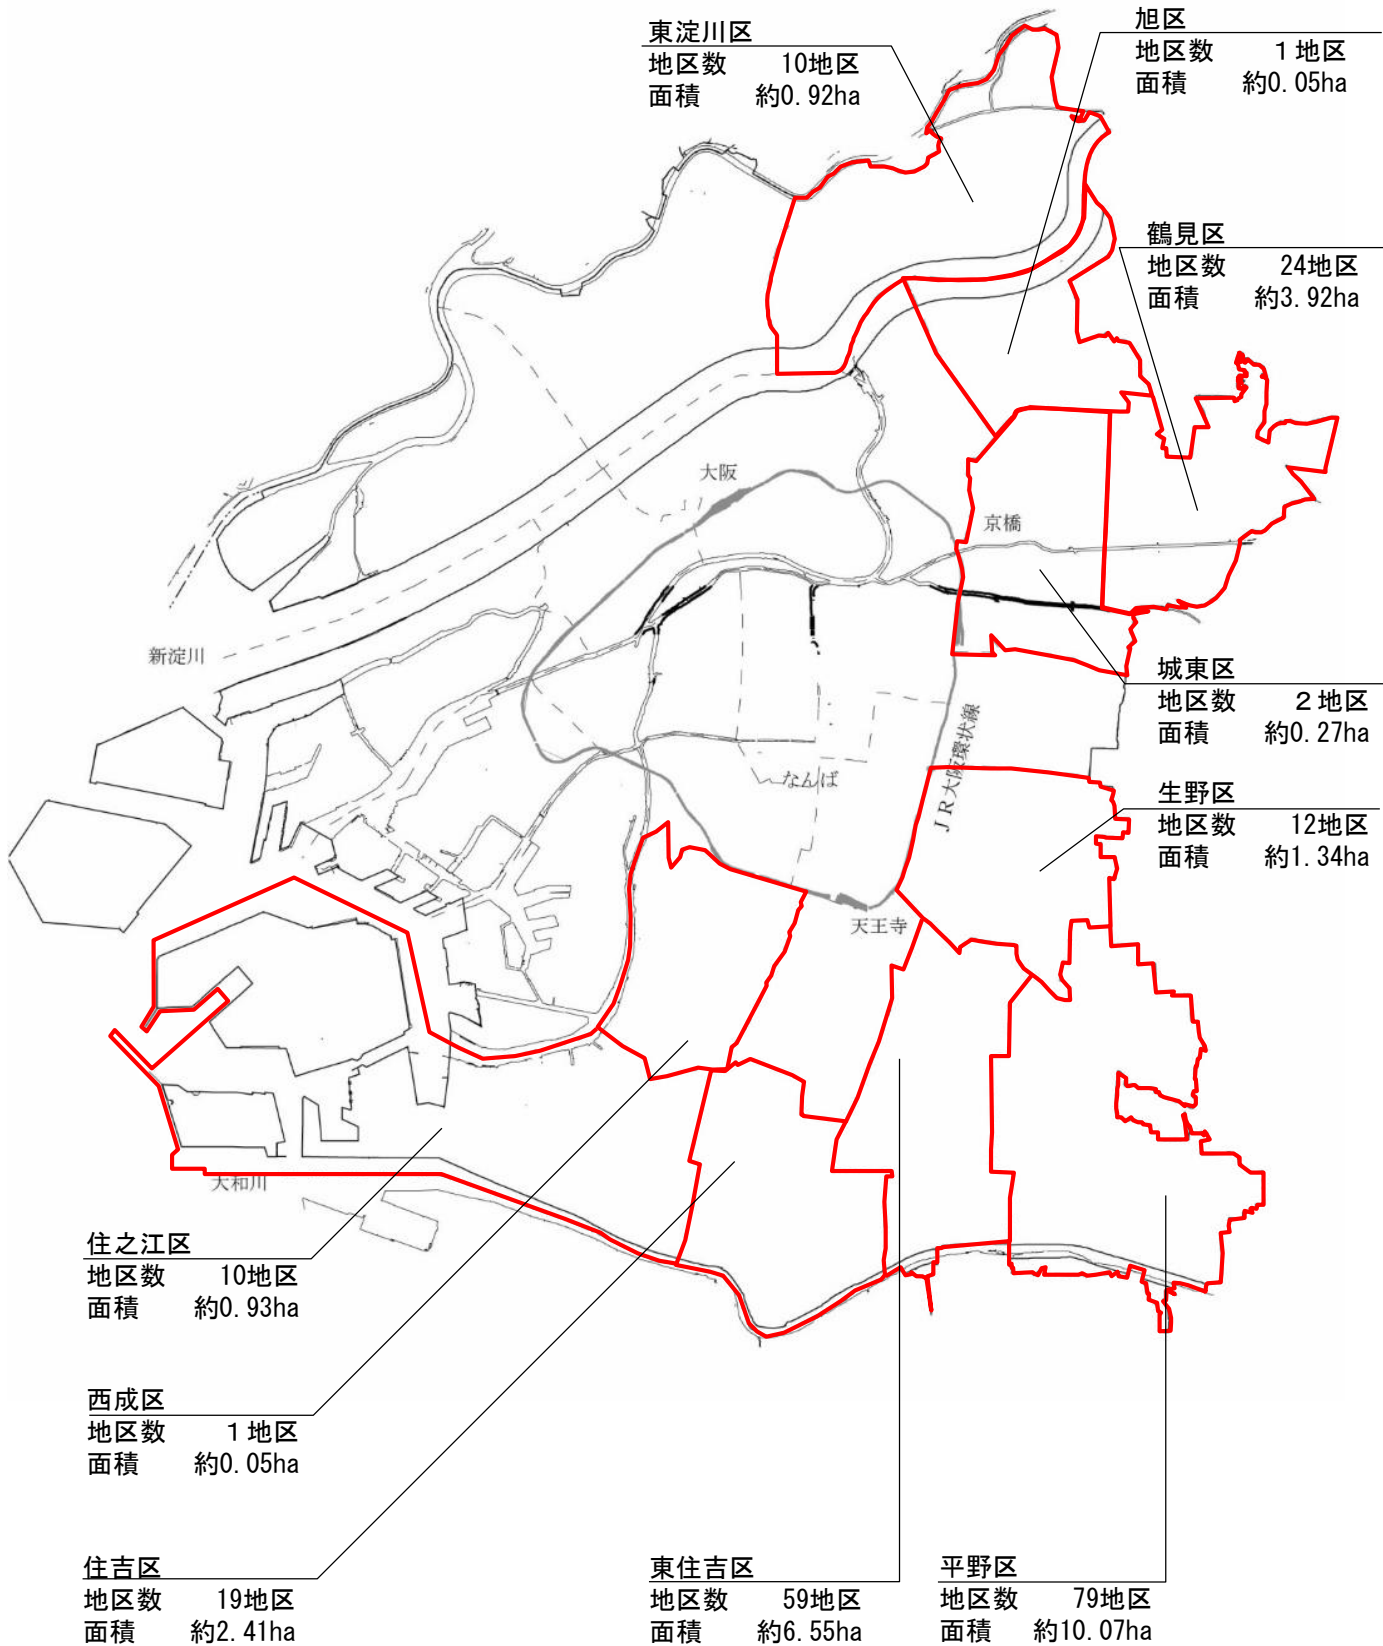 東淀川区
地区数 10地区
面積 約0.92ha
旭区
地区数 1地区
面積 約0.05ha
鶴見区
地区数 24地区
面積 約3.92ha
大阪
京橋
新淀川
城東区
地区数 2地区
面積 約0.27ha
JR大阪環状線
なんば
生野区
地区数 12地区
面積 約1.34ha
天王寺
大和川
住之江区
地区数 10地区
面積 約0.93ha
西成区
地区数 1地区
面積 約0.05ha
住吉区
地区数 19地区
面積 約2.41ha
東住吉区
地区数 59地区
面積 約6.55ha
平野区
地区数 79地区
面積 約10.07ha